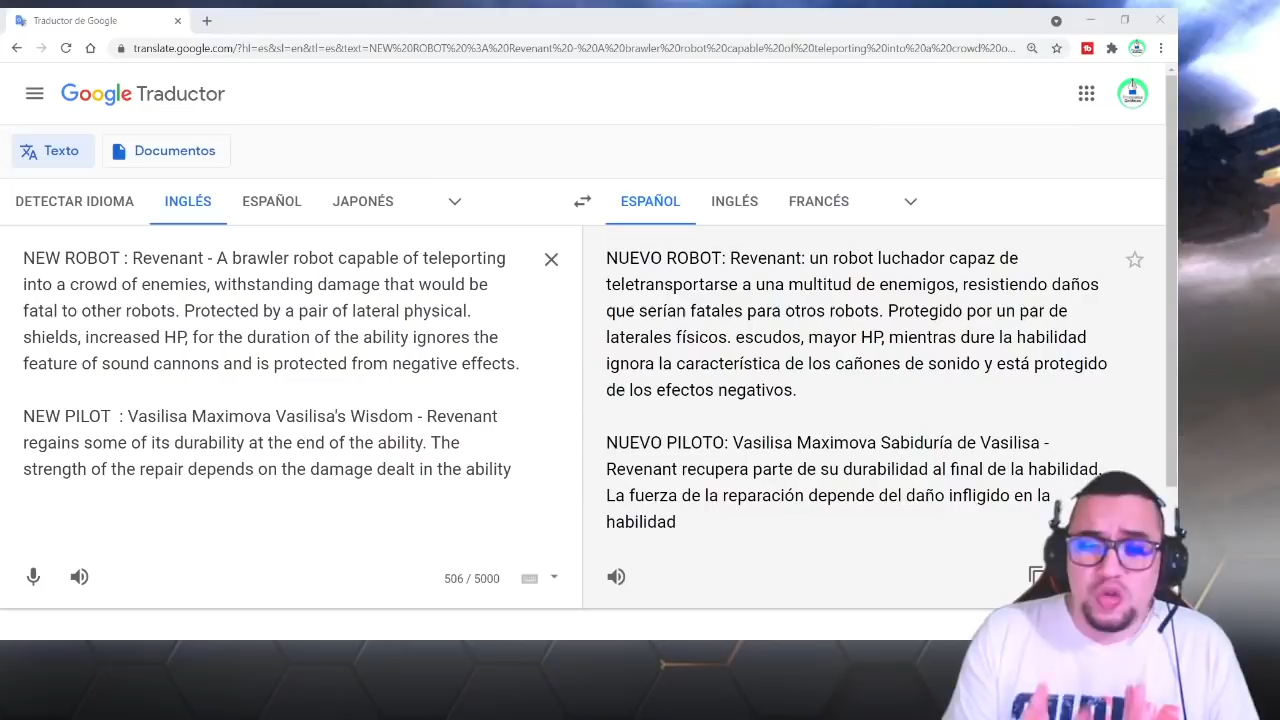 Traductor de Google
translate.google.com/?hl=es&sl=en&tl=es&text=NEW%20ROBOT%20%3A%20Revenant%20-%20A%20brawler%20robot%20capable%20of%20teleporting%20into%20a%20crowd%20o...
Google Traductor
Texto
Documentos
DETECTAR IDIOMA INGLÉS ESPAÑOL JAPONÉS
ESPAÑOL INGLÉS FRANCÉS
NEW ROBOT : Revenant - A brawler robot capable of teleporting
into a crowd of enemies, withstanding damage that would be
fatal to other robots. Protected by a pair of lateral physical.
shields, increased HP, for the duration of the ability ignores the
feature of sound cannons and is protected from negative effects.
NEW PILOT : Vasilisa Maximova Vasilisa's Wisdom - Revenant
regains some of its durability at the end of the ability. The
strength of the repair depends on the damage dealt in the ability
506 / 5000
NUEVO ROBOT: Revenant: un robot luchador capaz de
teletransportarse a una multitud de enemigos, resistiendo daños
que serían fatales para otros robots. Protegido por un par de
laterales físicos. escudos, mayor HP, mientras dure la habilidad
ignora la característica de los cañones de sonido y está protegido
de los efectos negativos.
NUEVO PILOTO: Vasilisa Maximova Sabiduría de Vasilisa -
Revenant recupera parte de su durabilidad al final de la habilidad.
La fuerza de la reparación depende del daño infligido en la
habilidad